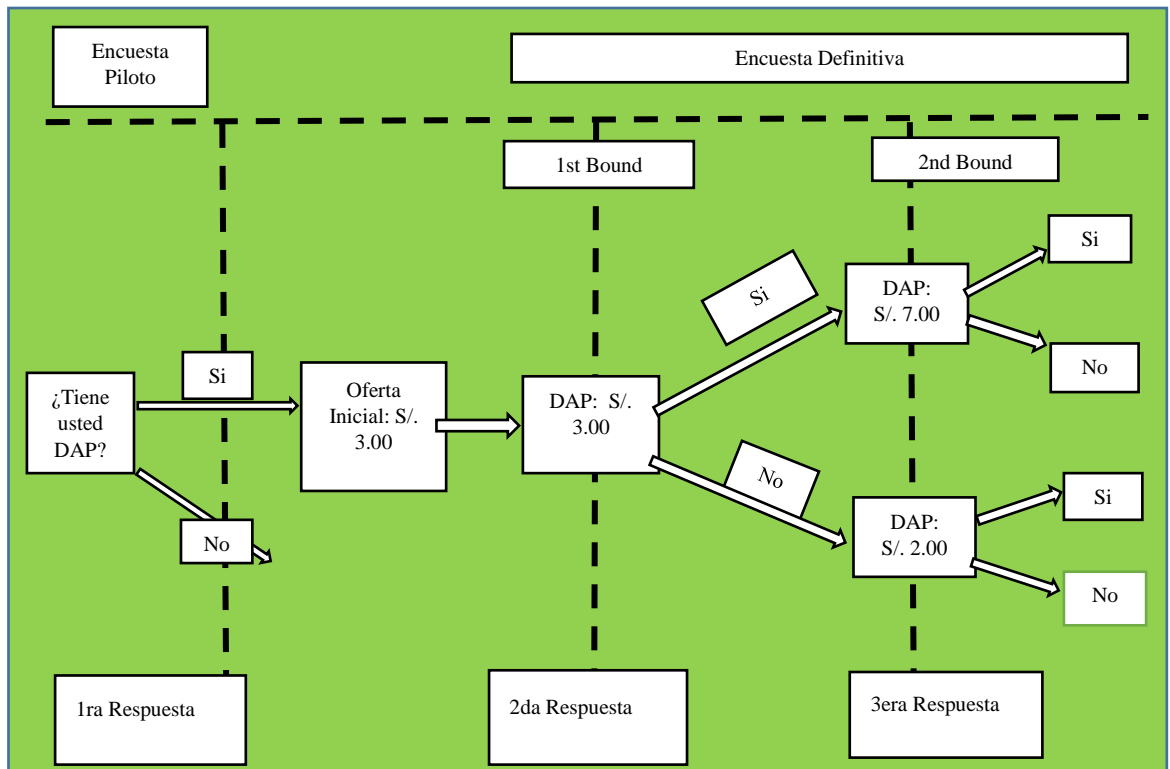 Encuesta
Piloto
Encuesta Definitiva
1st Bound
2nd Bound
¿Tiene
usted
DAP?
Si
No
Oferta
Inicial: S/.
3.00
DAP:  S/.
3.00
Si
No
DAP:
S/. 7.00
Si
No
DAP:
S/. 2.00
Si
No
1ra Respuesta
2da Respuesta
3era Respuesta